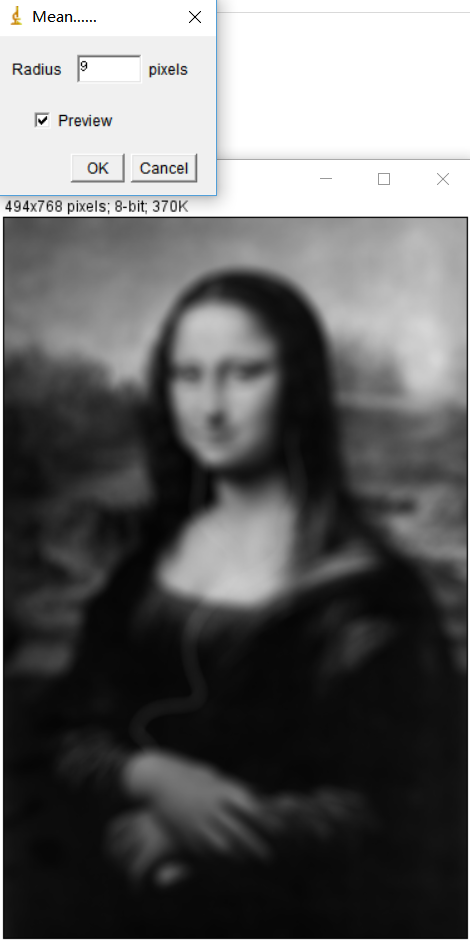 Mean......
Radius 9 pixels
Preview
OK Cancel
494x768 pixels; 8-bit; 370K